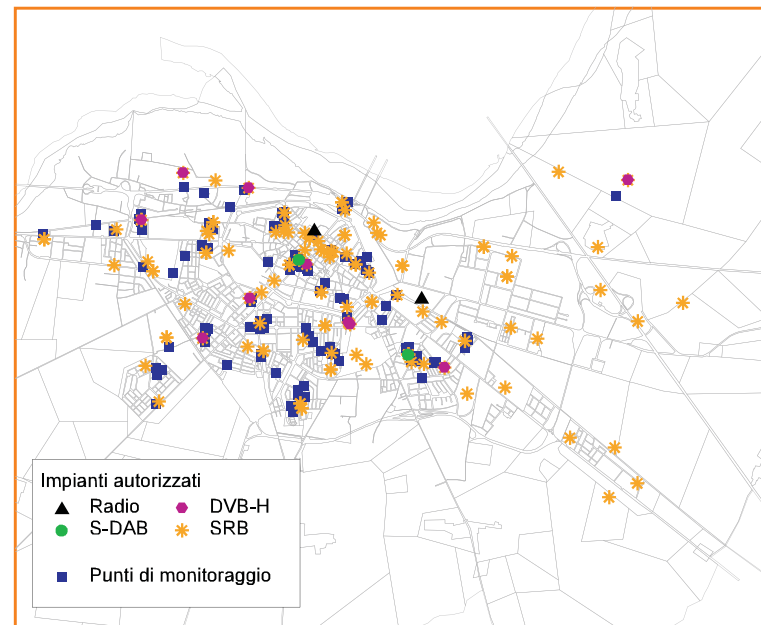 Impianti autorizzati
Radio DVB-H
S-DAB SRB
Punti di monitoraggio